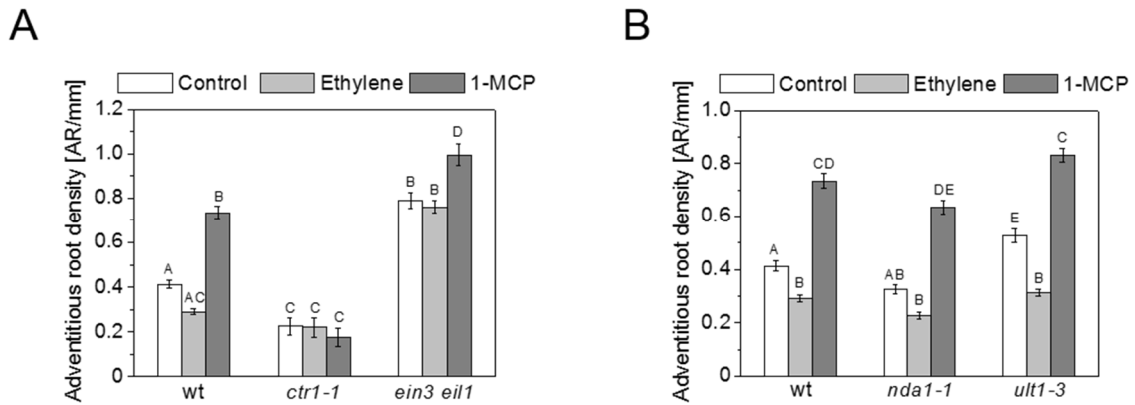 A
Control Ethylene 1-MCP
Adventitious root density [AR/mm]
1.2
1.0
0.8
0.6
0.4
0.2
0
A AC B
C C C
B B D
wt ctr1-1 ein3 eil1
B
Control Ethylene 1-MCP
Adventitious root density [AR/mm]
1.0
0.8
0.6
0.4
0.2
0
A B CD
AB B DE
E B C
wt nda1-1 ult1-3